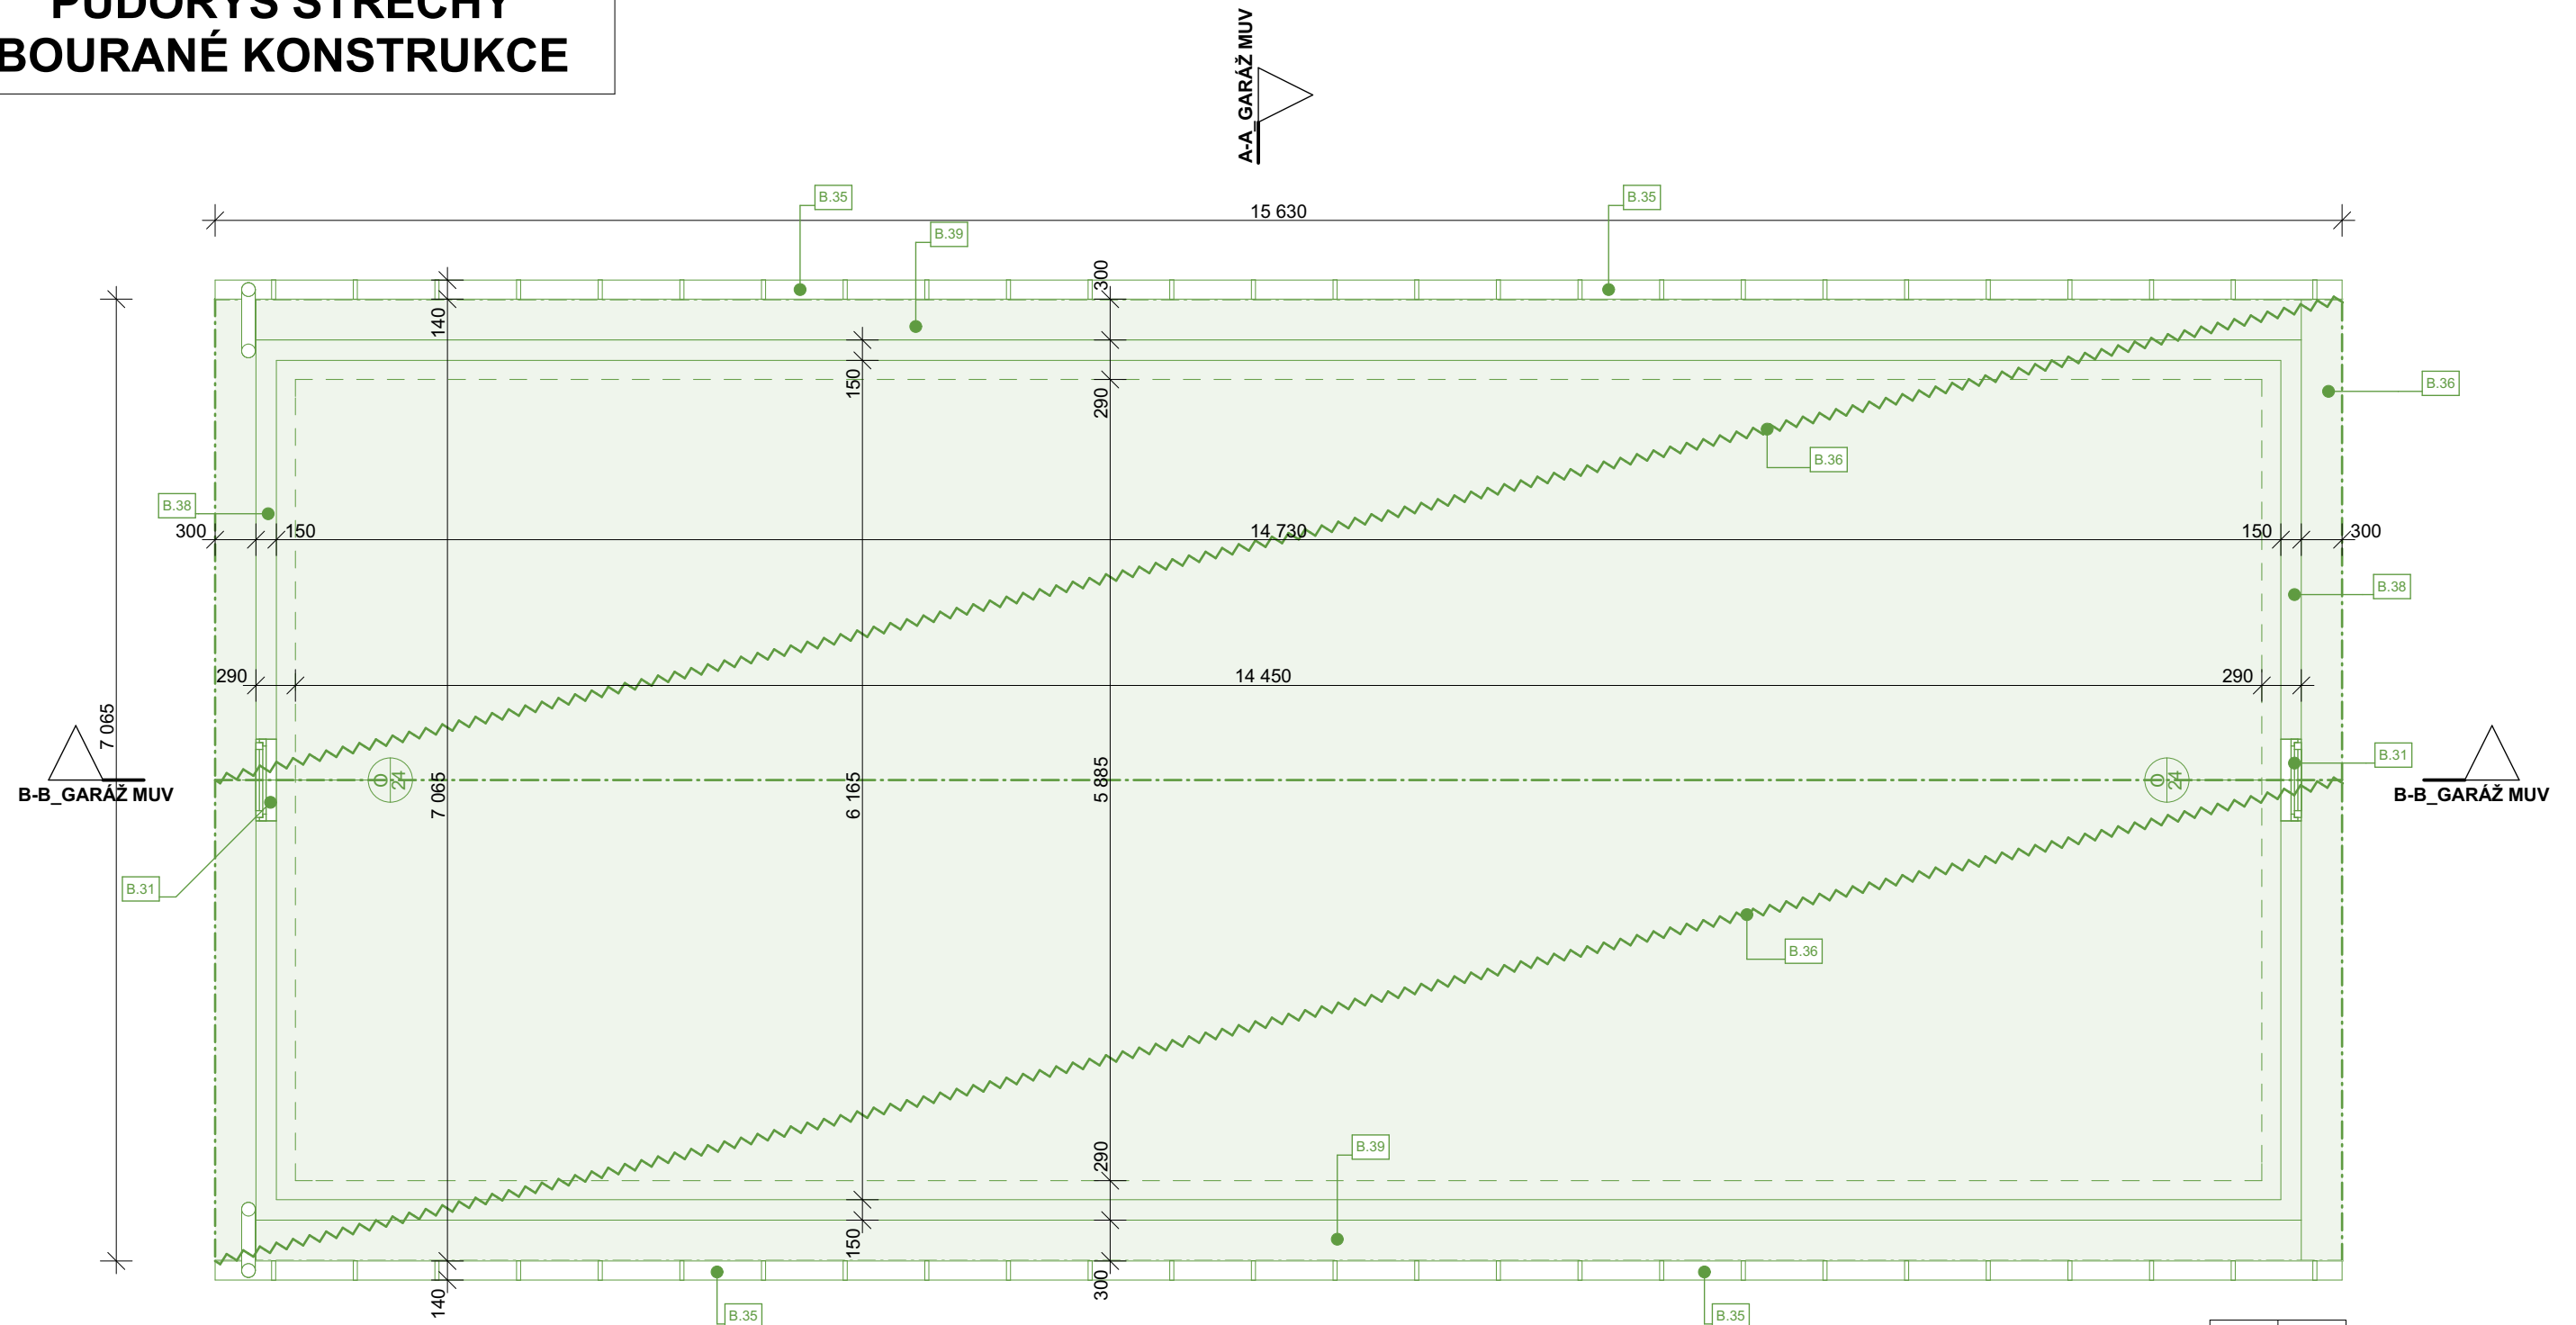 PŮDORYS STŘECHY
BOURANÉ KONSTRUKCE
A-A_GARÁŽ MUV
B.35
B.35
15 630
B.39
300
140
150
290
B.36
B.36
B.38
300
150
14 730
150
300
B.38
290
14 450
290
7 065
B-B_GARÁŽ MUV
O
24
7 065
6 165
5 885
O
24
B.31
B-B_GARÁŽ MUV
B.31
B.36
290
B.39
150
300
140
B.35
B.35